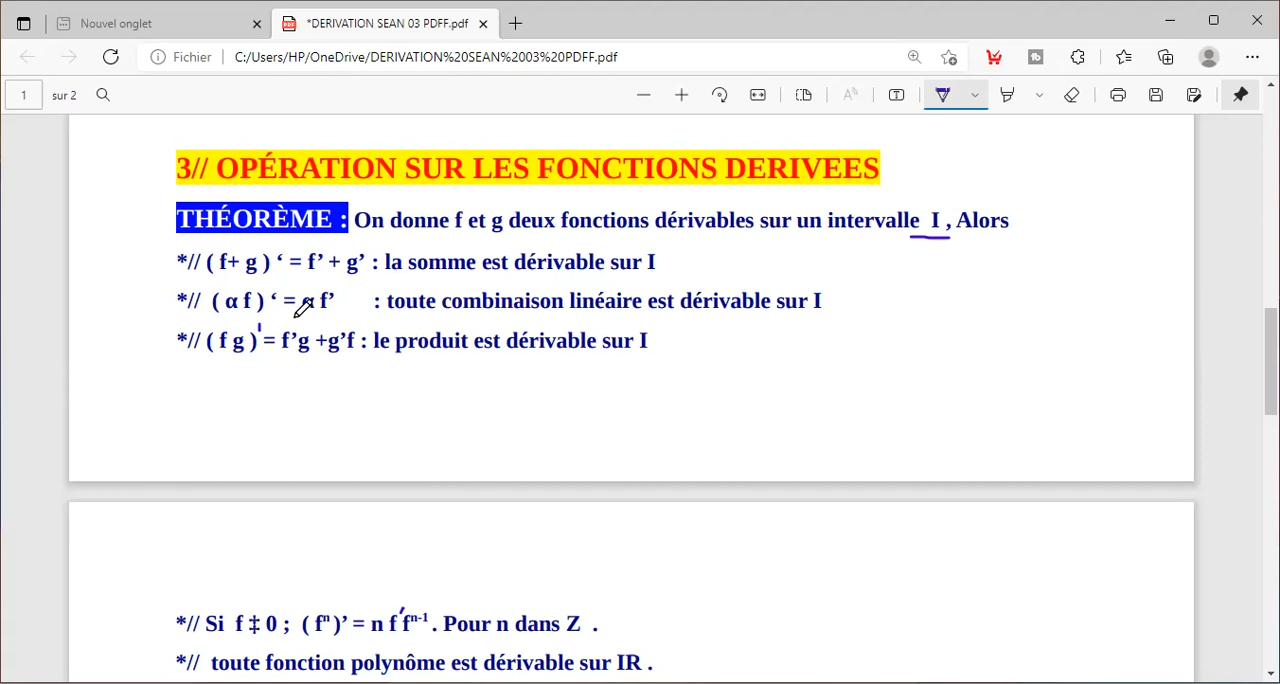 Nouvel onglet
*DERIVATION SEAN 03 PDFF.pdf
Fichier
C:/Users/HP/OneDrive/DERIVATION%20SEAN%2003%20PDFF.pdf
1 sur 2
3// OPÉRATION SUR LES FONCTIONS DERIVEES
THÉORÈME : On donne f et g deux fonctions dérivables sur un intervalle I , Alors
*// ( f+ g ) ‘ = f’ + g’ : la somme est dérivable sur I
*// ( α f ) ‘ = α f’ : toute combinaison linéaire est dérivable sur I
*// ( f g )' = f’g +g’f : le produit est dérivable sur I
*// Si f ‡ 0 ; ( fⁿ )’ = n f'fⁿ⁻¹ . Pour n dans Z .
*// toute fonction polynôme est dérivable sur IR .